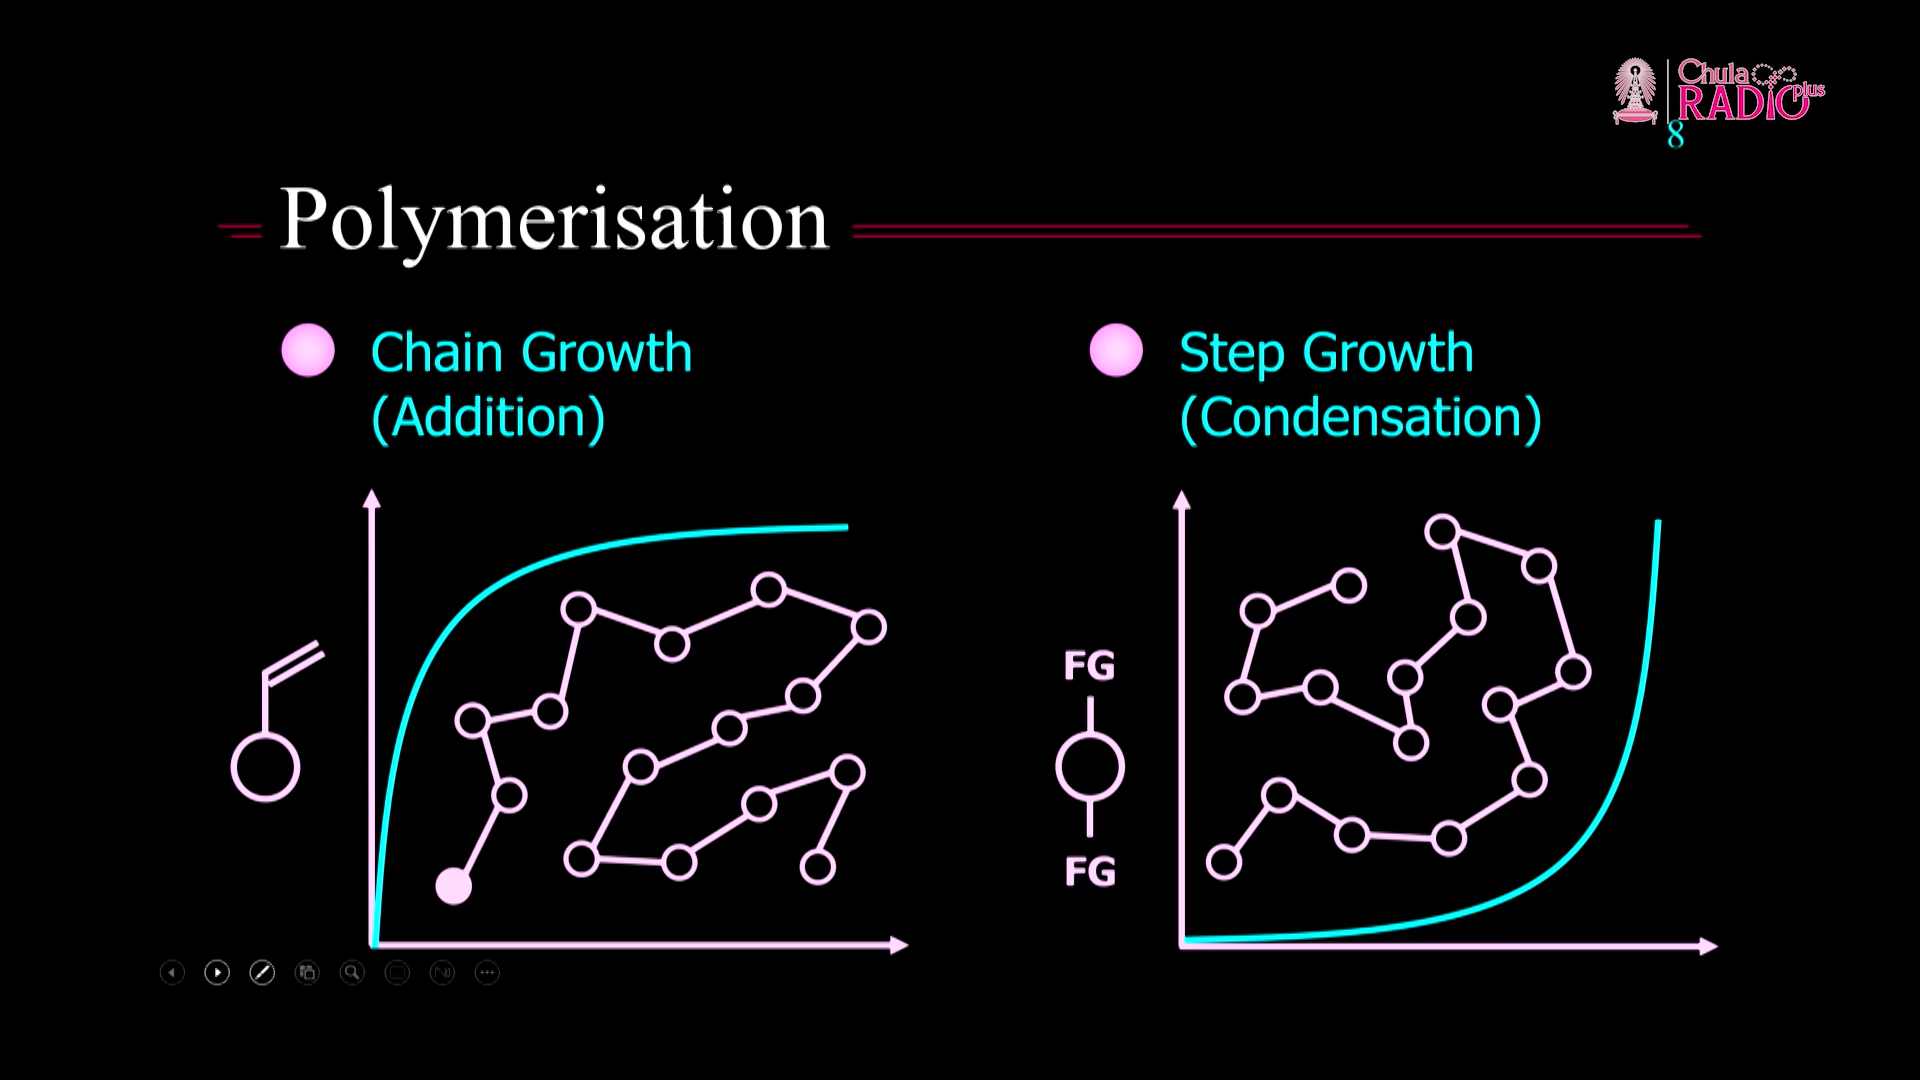 Chula
RADIO plus
8
Polymerisation
Chain Growth
(Addition)
Step Growth
(Condensation)
FG
FG